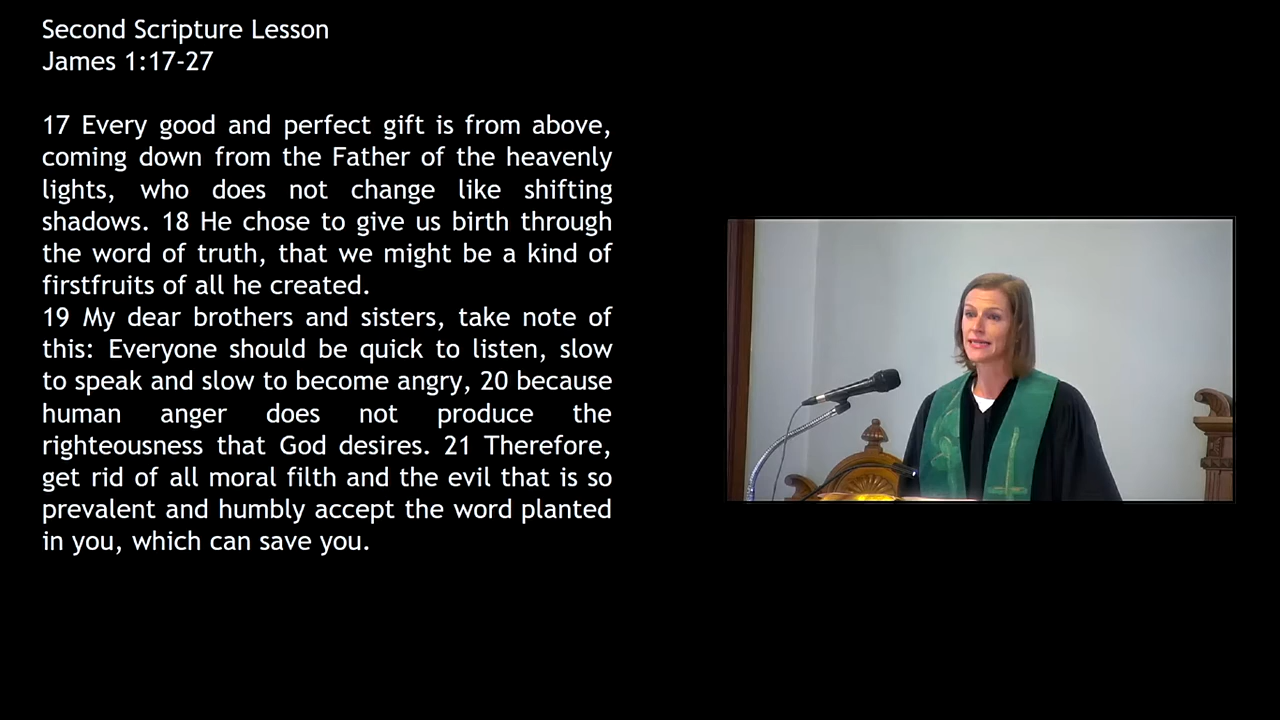 Second Scripture Lesson
James 1:17-27
17 Every good and perfect gift is from above,
coming down from the Father of the heavenly
lights, who does not change like shifting
shadows. 18 He chose to give us birth through
the word of truth, that we might be a kind of
firstfruits of all he created.
19 My dear brothers and sisters, take note of
this: Everyone should be quick to listen, slow
to speak and slow to become angry, 20 because
human anger does not produce the
righteousness that God desires. 21 Therefore,
get rid of all moral filth and the evil that is so
prevalent and humbly accept the word planted
in you, which can save you.